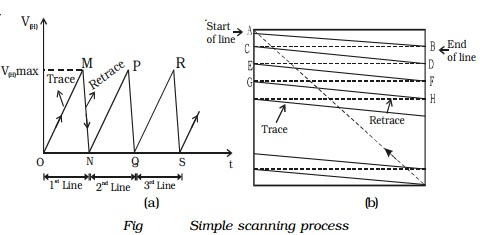 V(H)
V(H)max
Trace
Retrace
M
P
R
O
N
Q
S
t
1st Line
2nd Line
3rd Line
(a)
Start
of line
A
C
E
G
B
D
F
H
End
of line
Trace
Retrace
(b)
Fig Simple scanning process